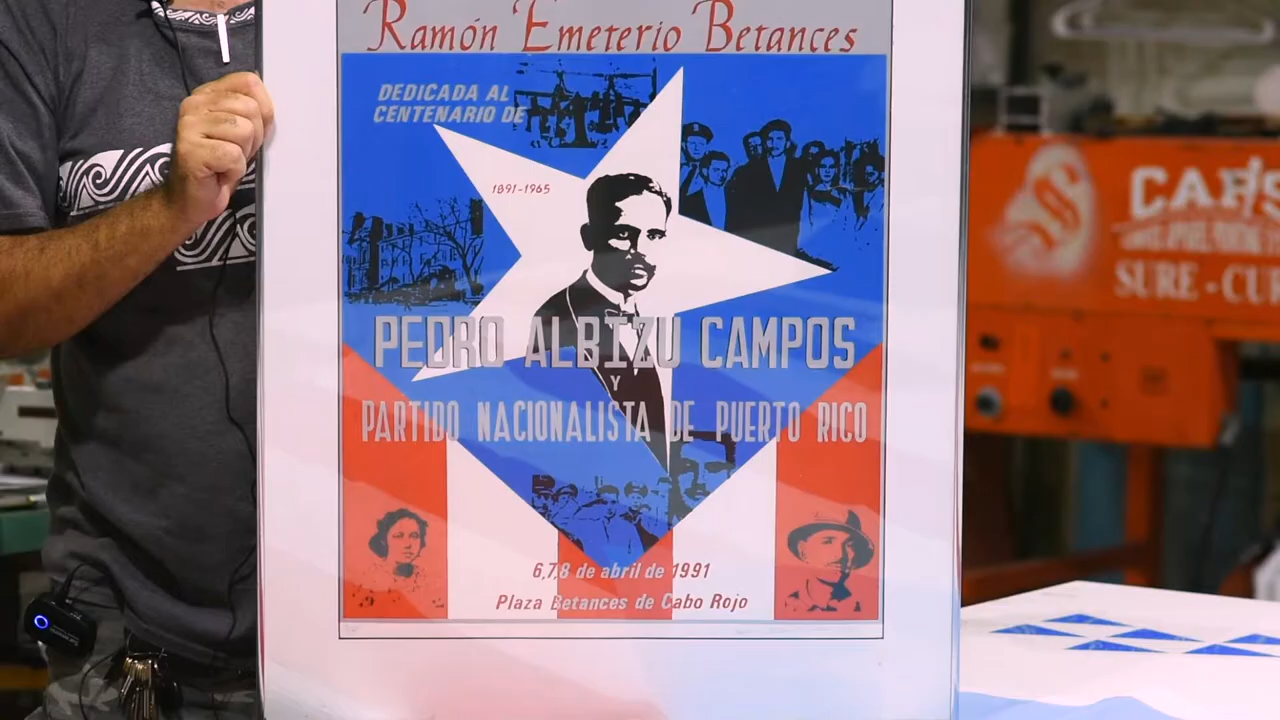 Ramón Emeterio Betances
DEDICADA AL
CENTENARIO DE
1891-1965
PEDRO ALBIZU CAMPOS
Y
PARTIDO NACIONALISTA DE PUERTO RICO
6,7,8 de abril de 1991
Plaza Betances de Cabo Rojo
SURE - CU